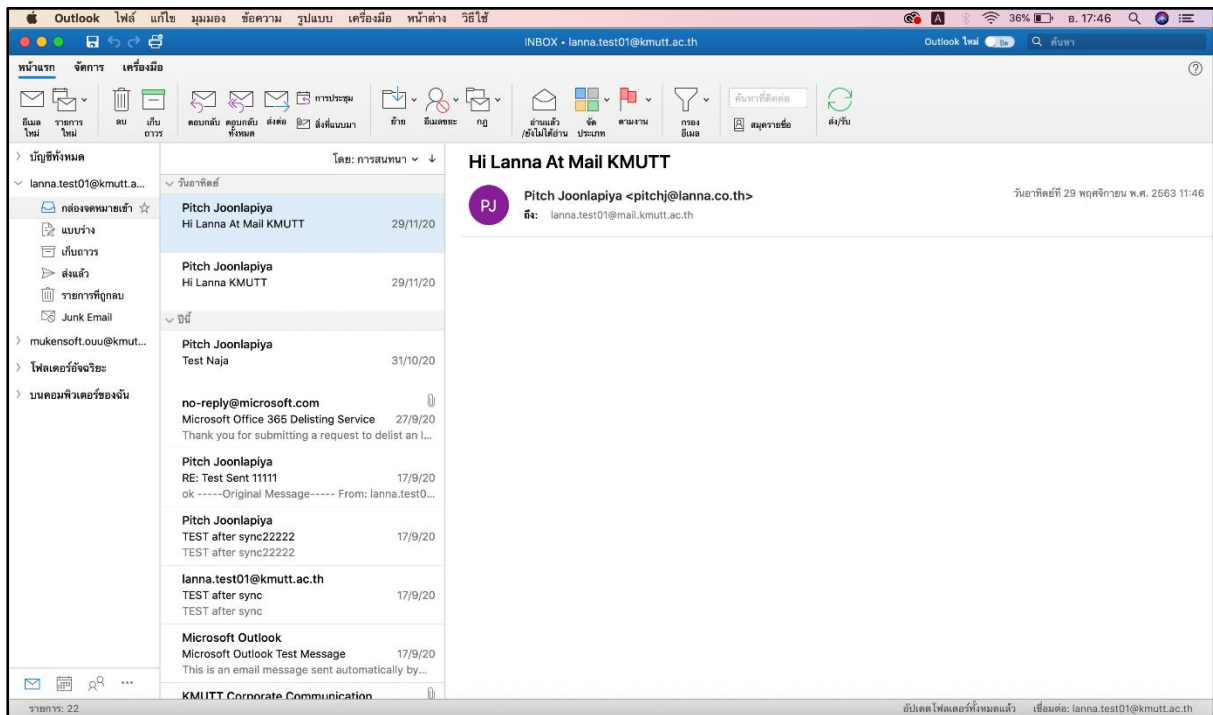 Outlook ไฟล์ แก้ไข มุมมอง ข้อความ รูปแบบ เครื่องมือ หน้าต่าง วิธีใช้ A 36% อ. 17:46
INBOX • lanna.test01@kmutt.ac.th Outlook ใหม่ ปิด ค้นหา
หน้าแรก จัดการ เครื่องมือ
อีเมลใหม่ รายการใหม่ ลบ เก็บถาวร ตอบกลับ ตอบกลับทั้งหมด ส่งต่อ การประชุม สิ่งที่แนบมา ย้าย อีเมลขยะ กฎ อ่านแล้ว/ยังไม่ได้อ่าน จัดประเภท ตามงาน กรองอีเมล ค้นหาที่ติดต่อ สมุดรายชื่อ ส่ง/รับ
บัญชีทั้งหมด
lanna.test01@kmutt.a...
กล่องจดหมายเข้า
แบบร่าง
เก็บถาวร
ส่งแล้ว
รายการที่ถูกลบ
Junk Email
mukensoft.ouu@kmut...
โฟลเดอร์อัจฉริยะ
บนคอมพิวเตอร์ของฉัน
โดย: การสนทนา
วันอาทิตย์
Pitch Joonlapiya
Hi Lanna At Mail KMUTT 29/11/20
Pitch Joonlapiya
Hi Lanna KMUTT 29/11/20
ปีนี้
Pitch Joonlapiya
Test Naja 31/10/20
no-reply@microsoft.com
Microsoft Office 365 Delisting Service 27/9/20
Thank you for submitting a request to delist an I...
Pitch Joonlapiya
RE: Test Sent 11111 17/9/20
ok -----Original Message----- From: lanna.test0...
Pitch Joonlapiya
TEST after sync22222 17/9/20
TEST after sync22222
lanna.test01@kmutt.ac.th
TEST after sync 17/9/20
TEST after sync
Microsoft Outlook
Microsoft Outlook Test Message 17/9/20
This is an email message sent automatically by...
KMUTT Corporate Communication
Hi Lanna At Mail KMUTT
PJ
Pitch Joonlapiya <pitchj@lanna.co.th> วันอาทิตย์ที่ 29 พฤศจิกายน พ.ศ. 2563 11:46
ถึง: lanna.test01@mail.kmutt.ac.th
รายการ: 22 อัปเดตโฟลเดอร์ทั้งหมดแล้ว เชื่อมต่อ: lanna.test01@kmutt.ac.th